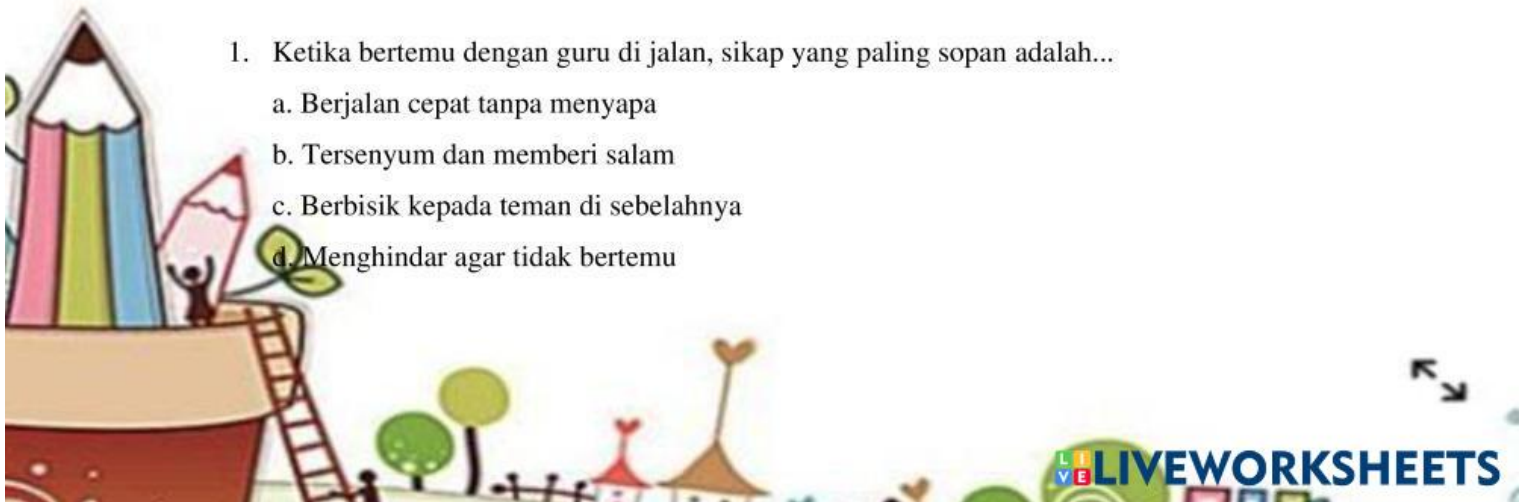 1. Ketika bertemu dengan guru di jalan, sikap yang paling sopan adalah...
a. Berjalan cepat tanpa menyapa
b. Tersenyum dan memberi salam
c. Berbisik kepada teman di sebelahnya
d. Menghindar agar tidak bertemu
LIVE LIVEWORKSHEETS